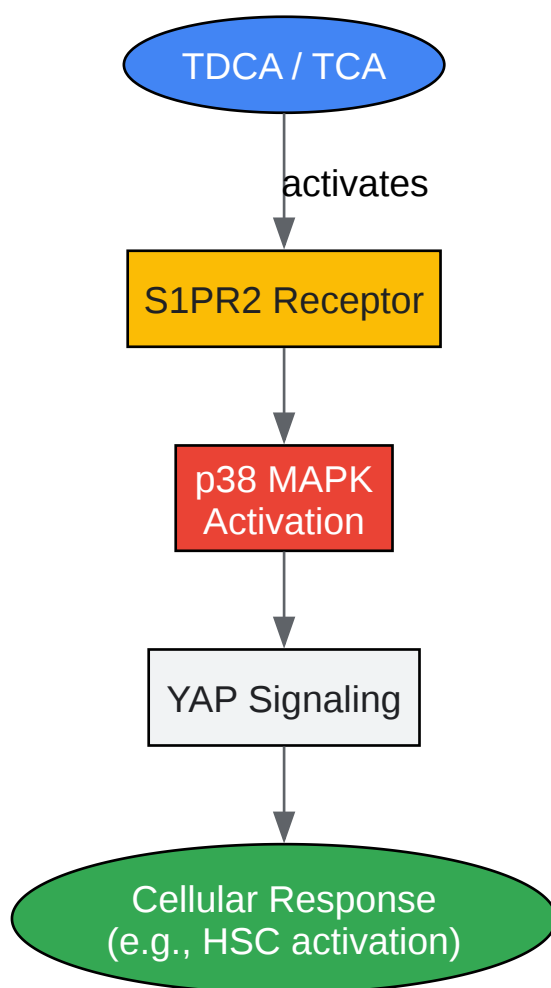 TDCA / TCA
activates
S1PR2 Receptor
p38 MAPK
Activation
YAP Signaling
Cellular Response
(e.g., HSC activation)